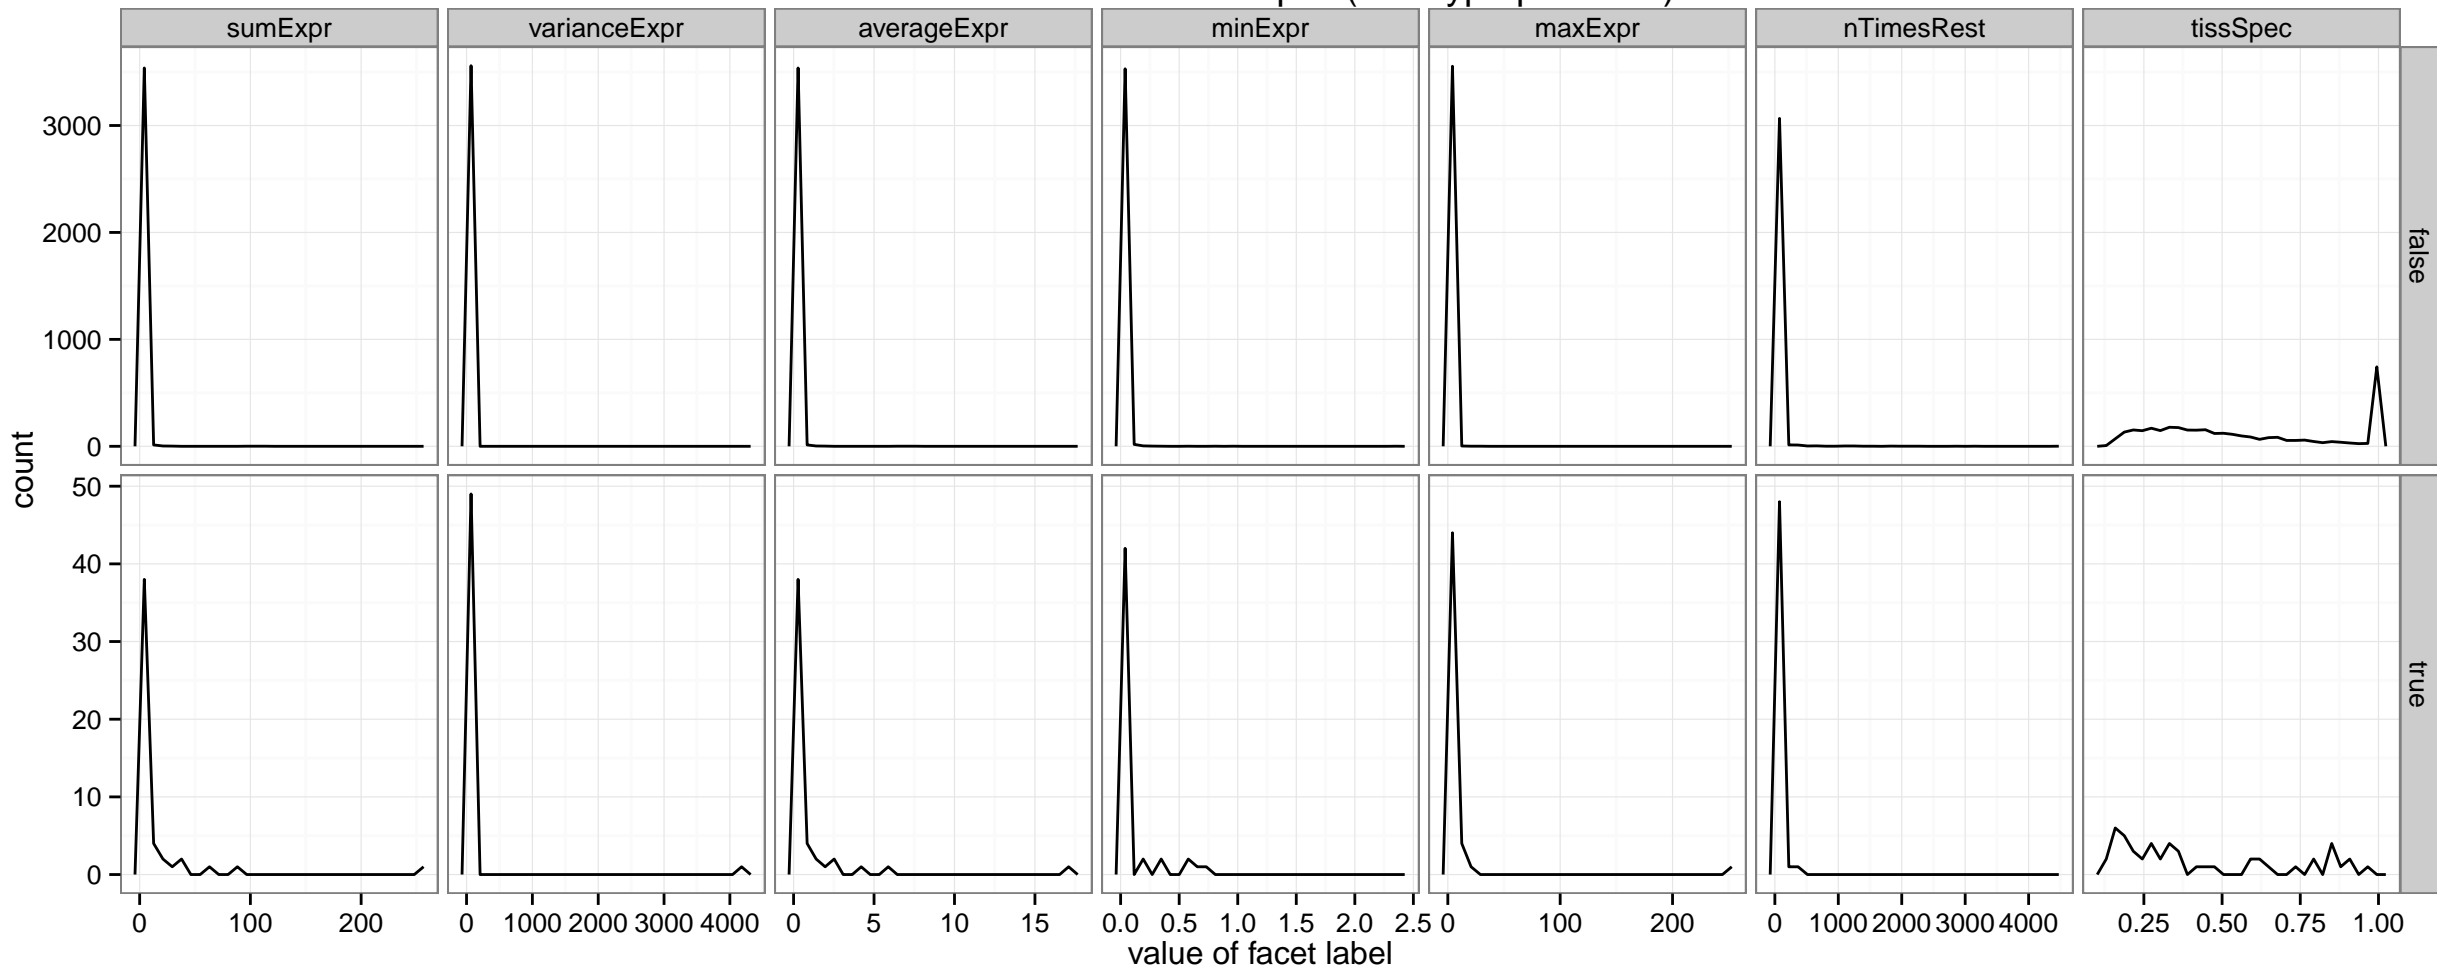 sumExpr varianceExpr averageExpr minExpr maxExpr nTimesRest tissSpec
3000
2000
1000
0
false
count
50
40
30
20
10
0
true
0 100 200 0 1000 2000 3000 4000 0 5 10 15 0.0 0.5 1.0 1.5 2.0 2.5 0 100 200 0 1000 2000 3000 4000 0.25 0.50 0.75 1.00
value of facet label